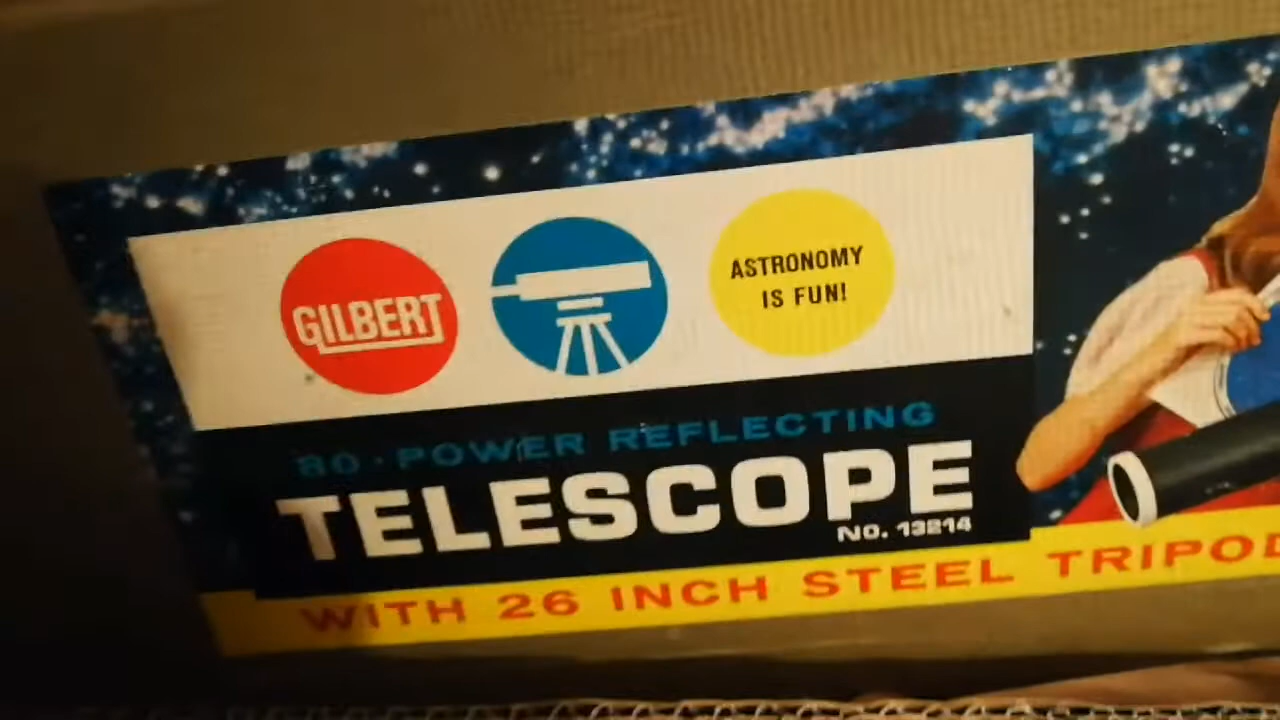 GILBERT
ASTRONOMY
IS FUN!
80-POWER REFLECTING
TELESCOPE
No. 13214
WITH 26 INCH STEEL TRIPOD